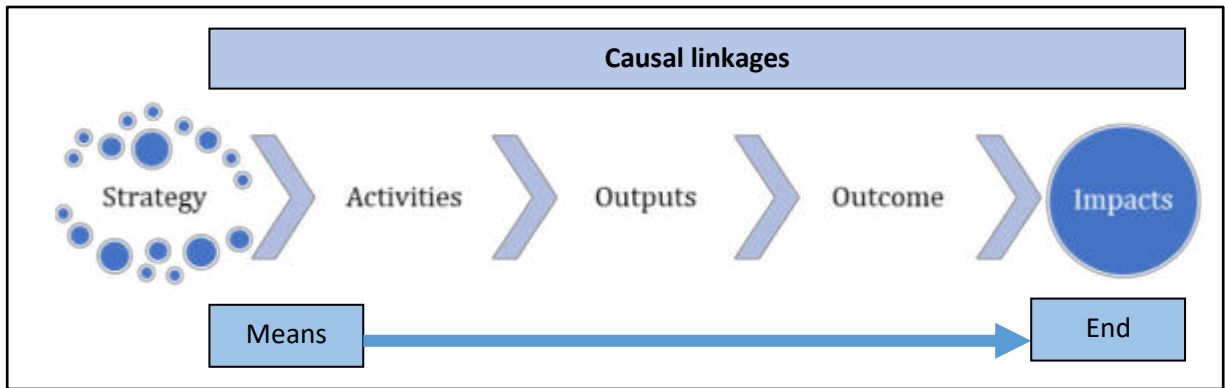 Causal linkages
Strategy
Activities
Outputs
Outcome
Impacts
Means
End